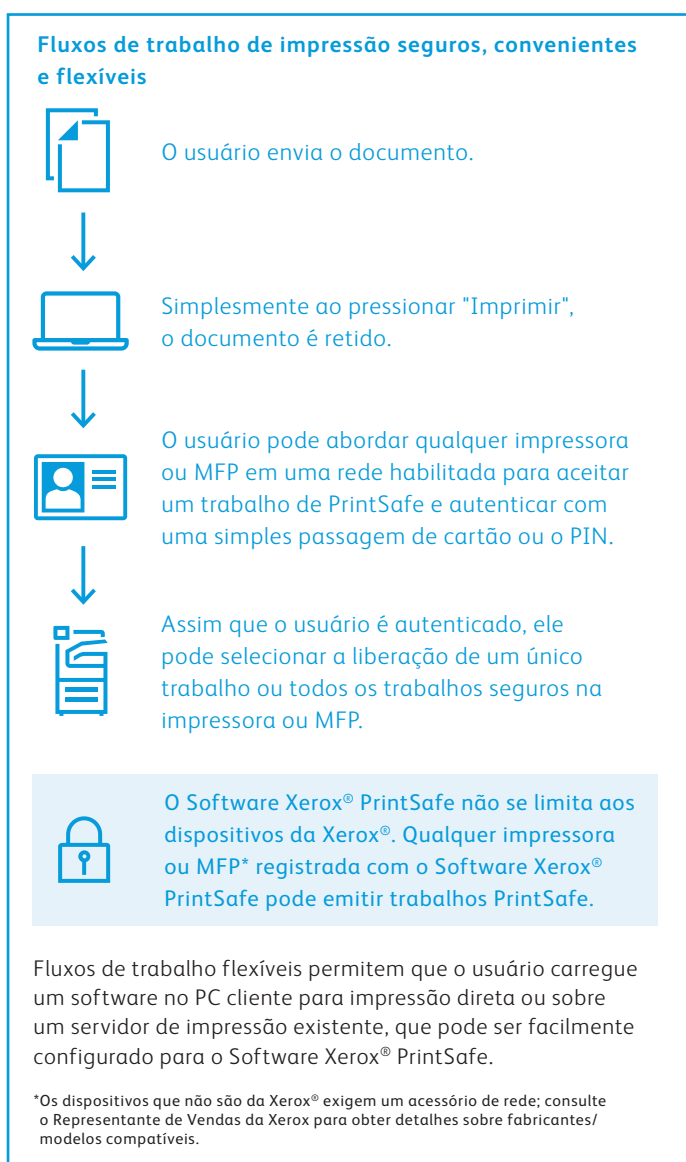 Fluxos de trabalho de impressão seguros, convenientes
e flexíveis
O usuário envia o documento.
Simplesmente ao pressionar "Imprimir",
o documento é retido.
O usuário pode abordar qualquer impressora
ou MFP em uma rede habilitada para aceitar
um trabalho de PrintSafe e autenticar com
uma simples passagem de cartão ou o PIN.
Assim que o usuário é autenticado, ele
pode selecionar a liberação de um único
trabalho ou todos os trabalhos seguros na
impressora ou MFP.
O Software Xerox® PrintSafe não se limita aos
dispositivos da Xerox®. Qualquer impressora
ou MFP* registrada com o Software Xerox®
PrintSafe pode emitir trabalhos PrintSafe.
Fluxos de trabalho flexíveis permitem que o usuário carregue
um software no PC cliente para impressão direta ou sobre
um servidor de impressão existente, que pode ser facilmente
configurado para o Software Xerox® PrintSafe.
*Os dispositivos que não são da Xerox® exigem um acessório de rede; consulte
o Representante de Vendas da Xerox para obter detalhes sobre fabricantes/
modelos compatíveis.